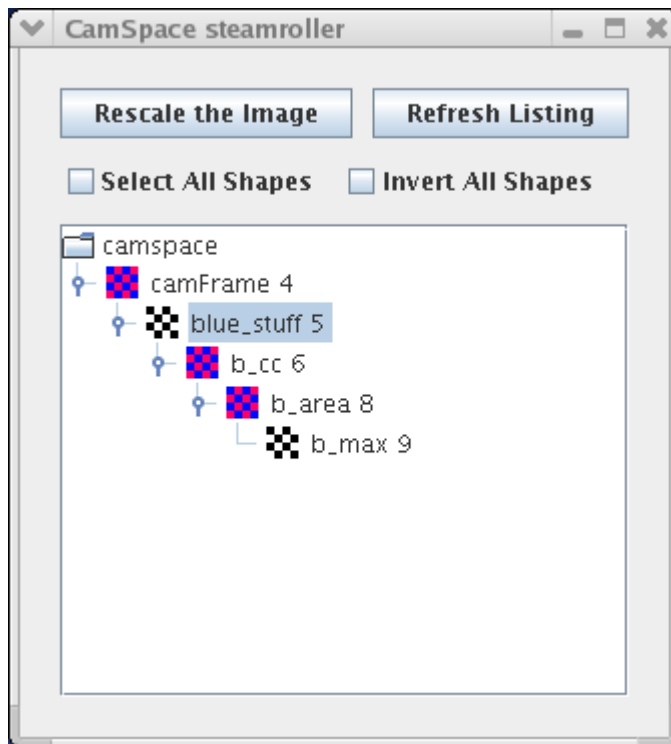 CamSpace steamroller
Rescale the Image Refresh Listing
Select All Shapes Invert All Shapes
camspace
camFrame 4
blue_stuff 5
b_cc 6
b_area 8
b_max 9